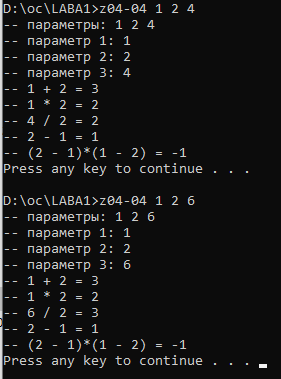 D:\oc\LABA1>z04-04 1 2 4
-- параметры: 1 2 4
-- параметр 1: 1
-- параметр 2: 2
-- параметр 3: 4
-- 1 + 2 = 3
-- 1 * 2 = 2
-- 4 / 2 = 2
-- 2 - 1 = 1
-- (2 - 1)*(1 - 2) = -1
Press any key to continue . . .
D:\oc\LABA1>z04-04 1 2 6
-- параметры: 1 2 6
-- параметр 1: 1
-- параметр 2: 2
-- параметр 3: 6
-- 1 + 2 = 3
-- 1 * 2 = 2
-- 6 / 2 = 3
-- 2 - 1 = 1
-- (2 - 1)*(1 - 2) = -1
Press any key to continue . . .